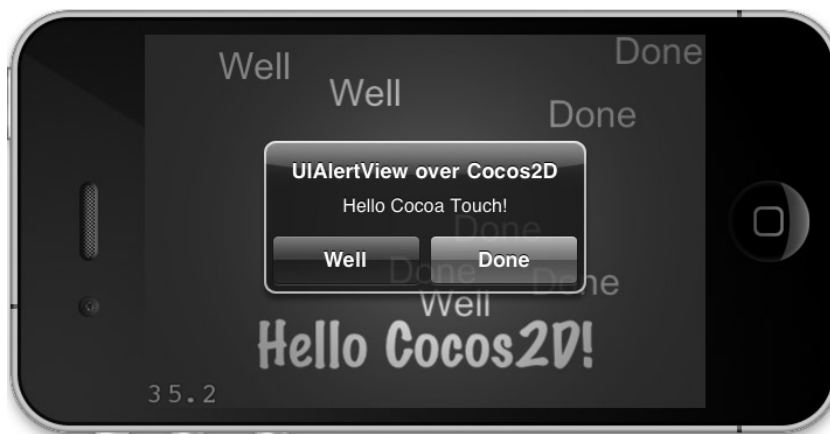 Well
Done
Well
Done
UIAlertView over Cocos2D
Hello Cocoa Touch!
Done
Well
Done
Done
Done
Well
Hello Cocos2D!
35.2